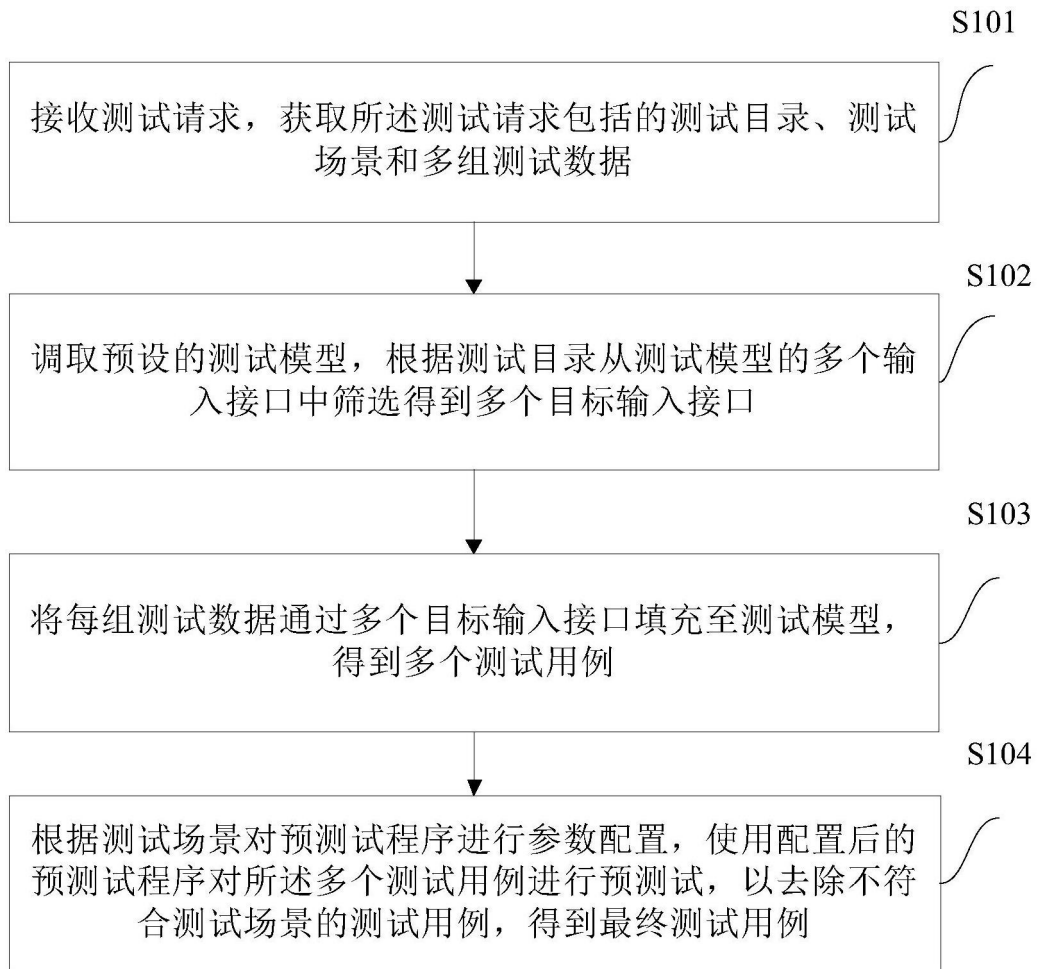 S101
接收测试请求，获取所述测试请求包括的测试目录、测试
场景和多组测试数据
S102
调取预设的测试模型，根据测试目录从测试模型的多个输
入接口中筛选得到多个目标输入接口
S103
将每组测试数据通过多个目标输入接口填充至测试模型，
得到多个测试用例
S104
根据测试场景对预测试程序进行参数配置，使用配置后的
预测试程序对所述多个测试用例进行预测试，以去除不符
合测试场景的测试用例，得到最终测试用例